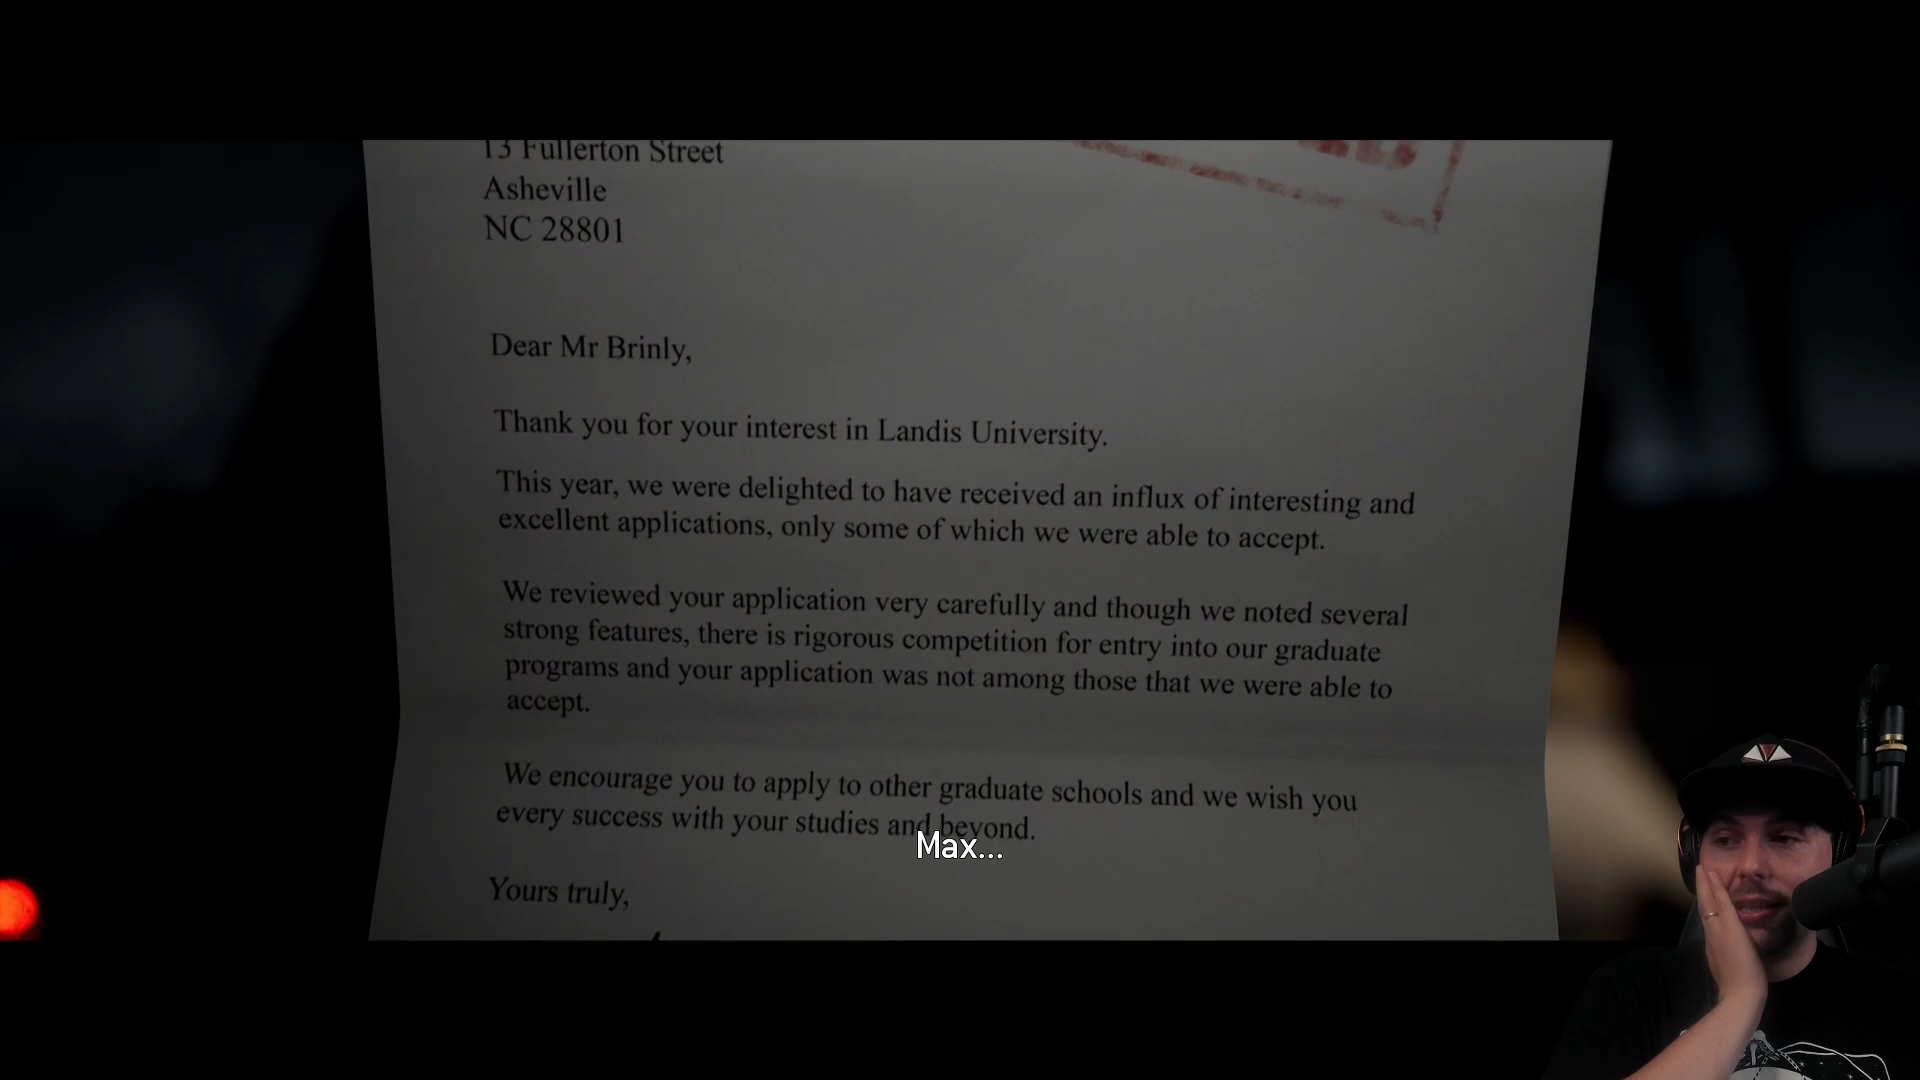 13 Fullerton Street
Asheville
NC 28801
Dear Mr Brinly,
Thank you for your interest in Landis University.
This year, we were delighted to have received an influx of interesting and
excellent applications, only some of which we were able to accept.
We reviewed your application very carefully and though we noted several
strong features, there is rigorous competition for entry into our graduate
programs and your application was not among those that we were able to
accept.
We encourage you to apply to other graduate schools and we wish you
every success with your studies and beyond.
Max...
Yours truly,